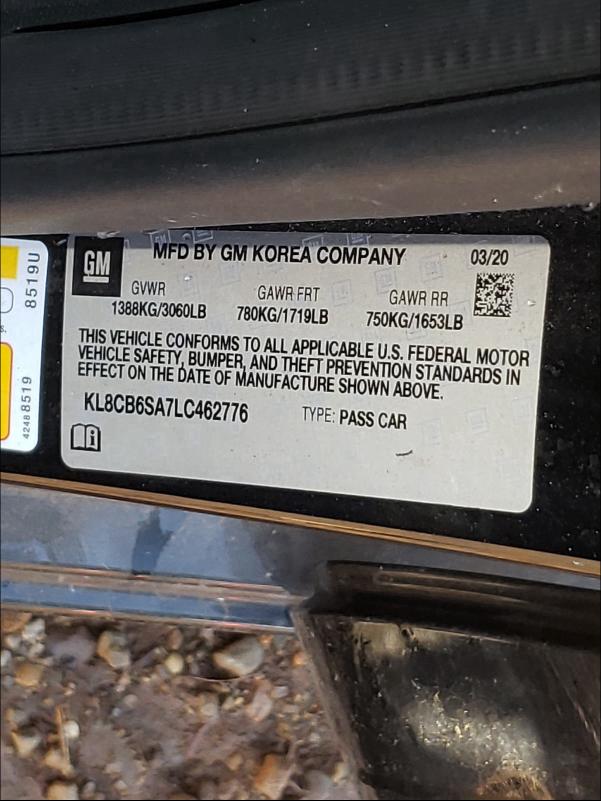 GM
MFD BY GM KOREA COMPANY
03/20
GVWR
GAWR FRT
GAWR RR
1388KG/3060LB
780KG/1719LB
750KG/1653LB
THIS VEHICLE CONFORMS TO ALL APPLICABLE U.S. FEDERAL MOTOR
VEHICLE SAFETY, BUMPER, AND THEFT PREVENTION STANDARDS IN
EFFECT ON THE DATE OF MANUFACTURE SHOWN ABOVE.
KL8CB6SA7LC462776
TYPE: PASS CAR
s.
8519U
42488519